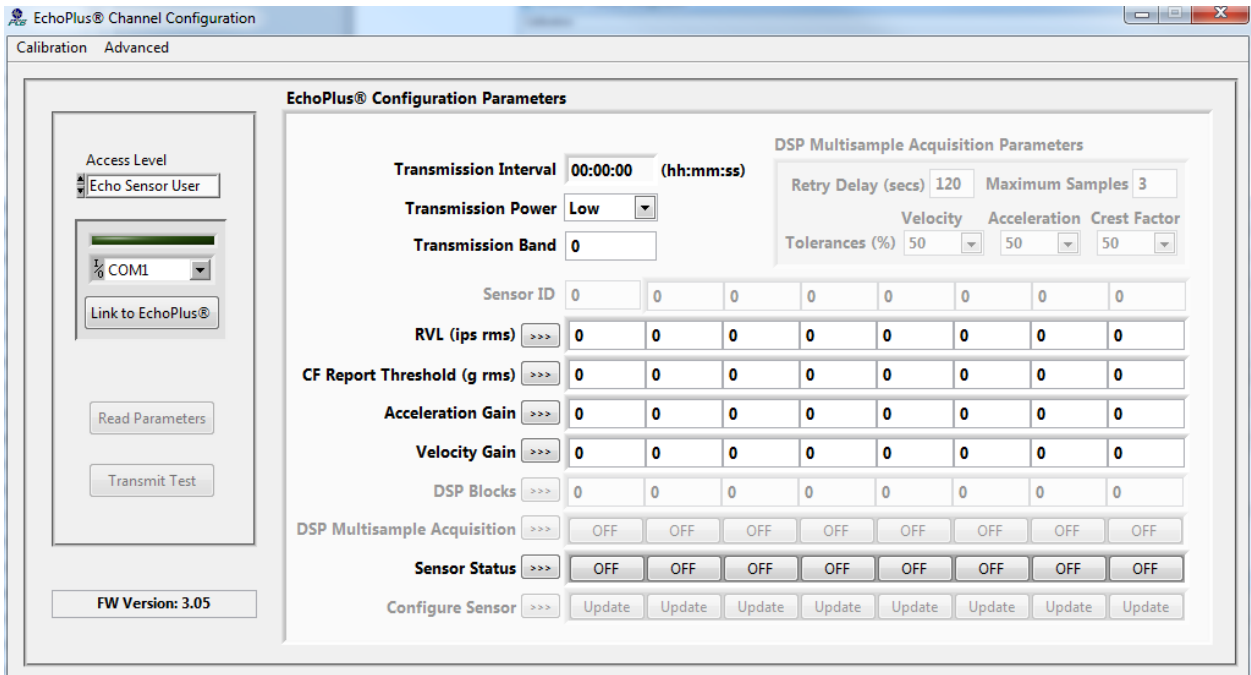 EchoPlus® Channel Configuration
Calibration Advanced
EchoPlus® Configuration Parameters
Access Level
Echo Sensor User
COM1
Link to EchoPlus®
Read Parameters
Transmit Test
FW Version: 3.05
Transmission Interval 00:00:00 (hh:mm:ss)
Transmission Power Low
Transmission Band 0
DSP Multisample Acquisition Parameters
Retry Delay (secs) 120 Maximum Samples 3
Velocity Acceleration Crest Factor
Tolerances (%) 50 50 50
Sensor ID 0 0 0 0 0 0 0 0
RVL (ips rms) >>> 0 0 0 0 0 0 0 0
CF Report Threshold (g rms) >>> 0 0 0 0 0 0 0 0
Acceleration Gain >>> 0 0 0 0 0 0 0 0
Velocity Gain >>> 0 0 0 0 0 0 0 0
DSP Blocks >>> 0 0 0 0 0 0 0 0
DSP Multisample Acquisition >>> OFF OFF OFF OFF OFF OFF OFF OFF
Sensor Status >>> OFF OFF OFF OFF OFF OFF OFF OFF
Configure Sensor >>> Update Update Update Update Update Update Update Update